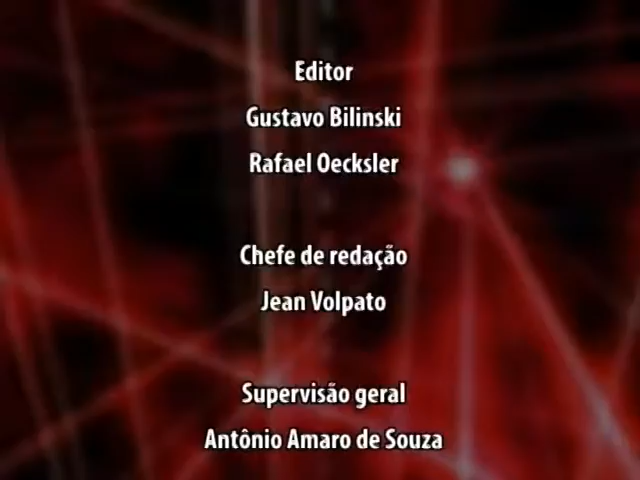 Editor
Gustavo Bilinski
Rafael Oecksler
Chefe de redação
Jean Volpato
Supervisão geral
Antônio Amaro de Souza